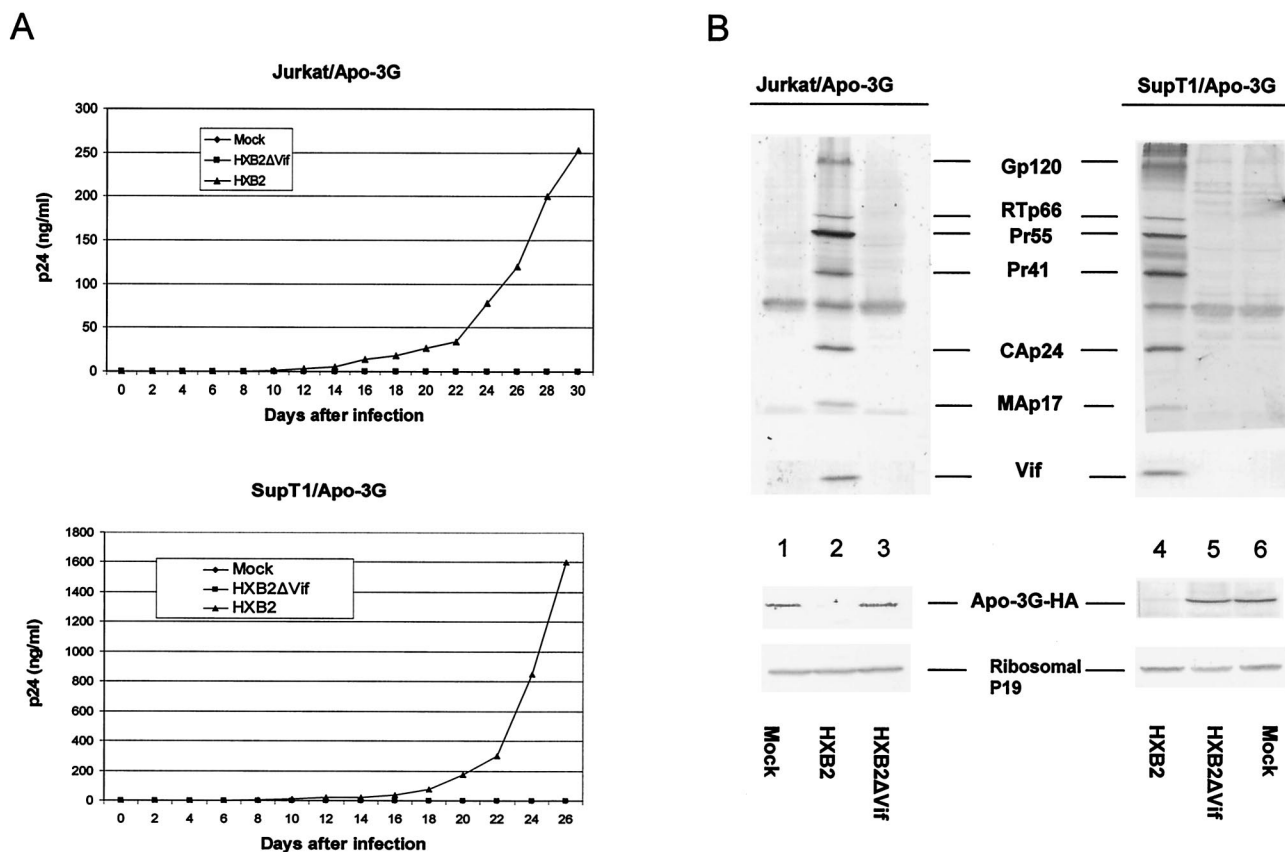 A
Jurkat/Apo-3G
300
250
200
150
100
50
0
p24 (ng/ml)
Mock
HXB2ΔVif
HXB2
0 2 4 6 8 10 12 14 16 18 20 22 24 26 28 30
Days after infection
SupT1/Apo-3G
1800
1600
1400
1200
1000
800
600
400
200
0
p24 (ng/ml)
Mock
HXB2ΔVif
HXB2
0 2 4 6 8 10 12 14 16 18 20 22 24 26
Days after infection
B
Jurkat/Apo-3G
SupT1/Apo-3G
Gp120
RTp66
Pr55
Pr41
CAp24
MAp17
Vif
1 2 3
4 5 6
Apo-3G-HA
Ribosomal
P19
Mock
HXB2
HXB2ΔVif
HXB2
HXB2ΔVif
Mock